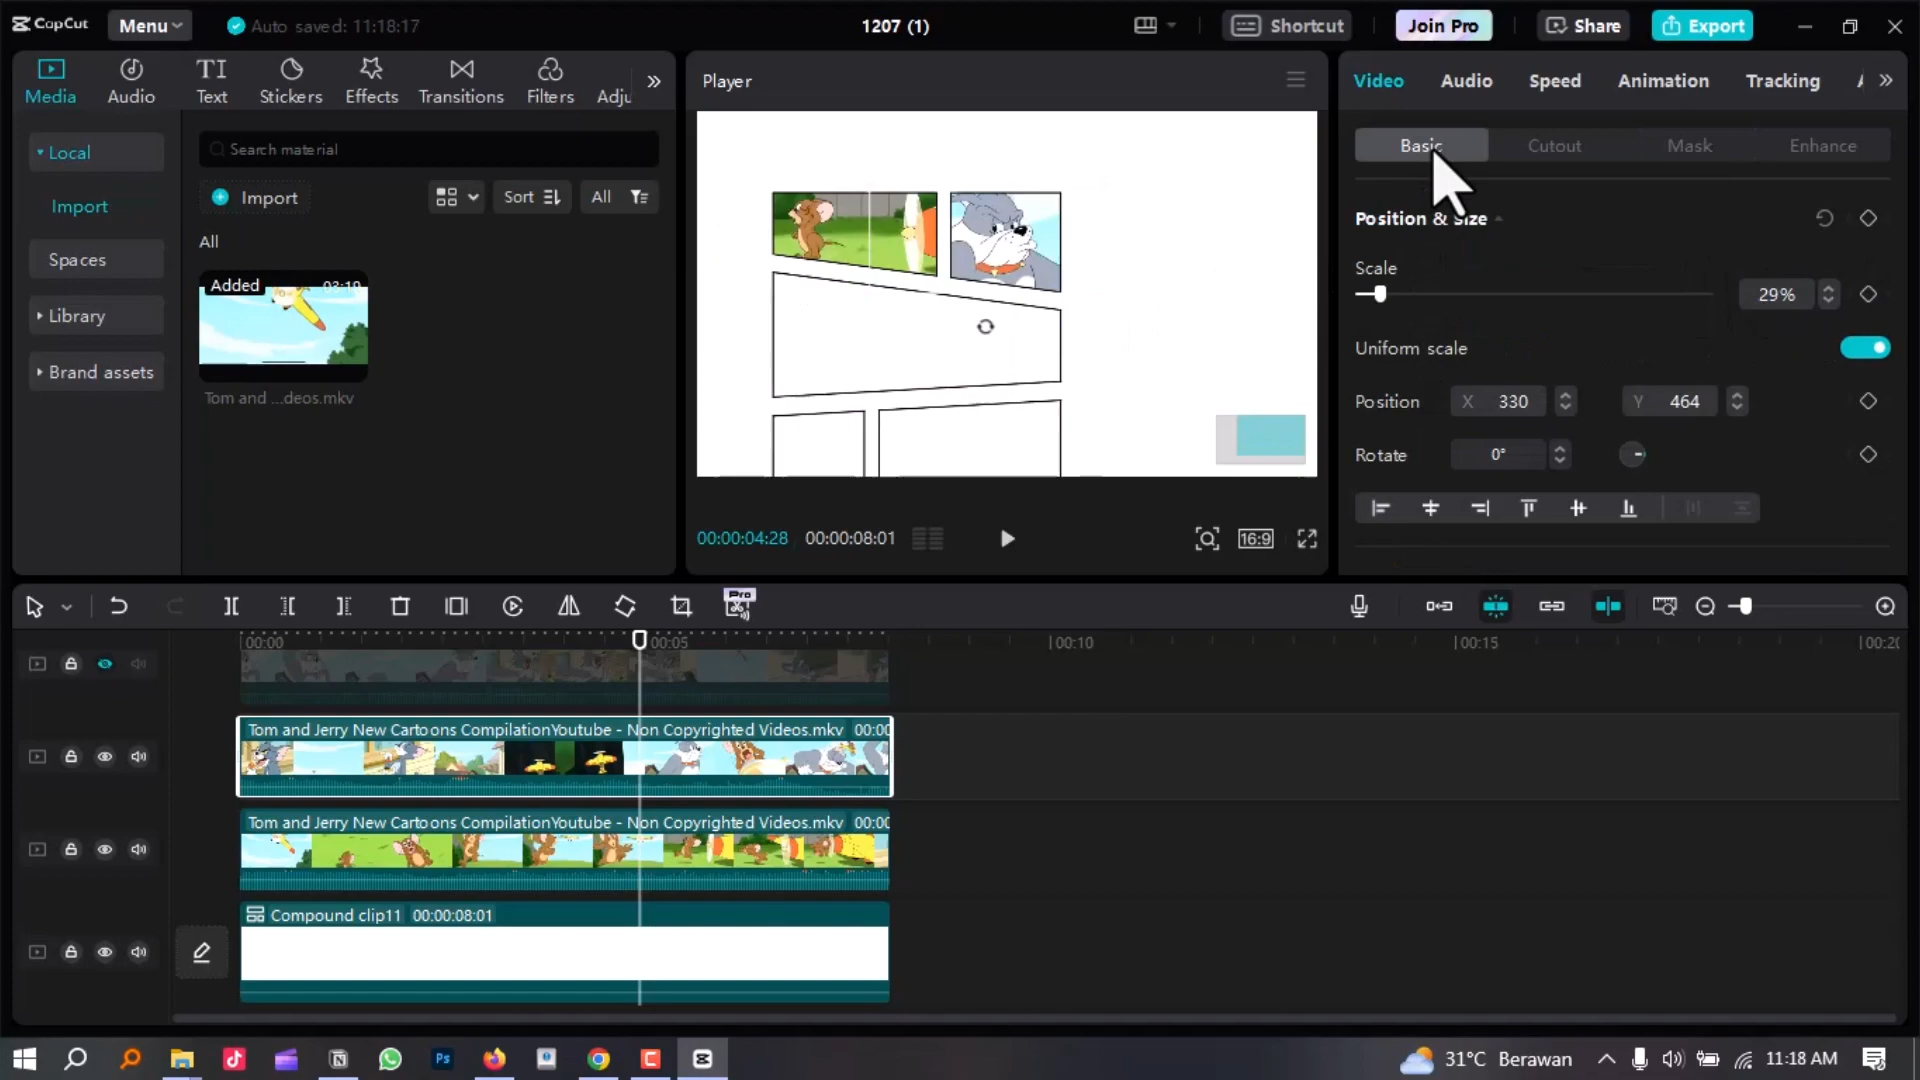 CapCut
Menu
Auto saved: 11:18:17
1207 (1)
Shortcut
Join Pro
Share
Export
Media
Audio
TI
Text
Stickers
Effects
Transitions
Filters
Adju
Player
Video
Audio
Speed
Animation
Tracking
Local
Import
Spaces
Library
Brand assets
Search material
Import
Sort
All
All
Added
03:19
Tom and ...deos.mkv
Basic
Cutout
Mask
Enhance
Position & Size
Scale
29%
Uniform scale
Position
X 330
Y 464
Rotate
0°
00:00:04:28
00:00:08:01
16:9
Pro
00:00
00:05
00:10
00:15
00:20
Tom and Jerry New Cartoons CompilationYoutube - Non Copyrighted Videos.mkv 00:00
Tom and Jerry New Cartoons CompilationYoutube - Non Copyrighted Videos.mkv 00:00
Compound clip11 00:00:08:01
Ps
31°C Berawan
11:18 AM